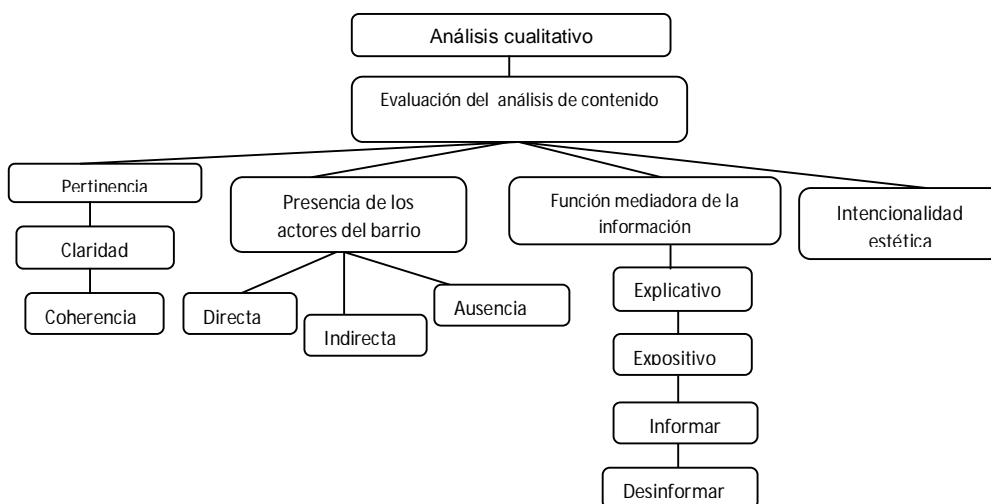 Análisis cualitativo
Evaluación del análisis de contenido
Pertinencia
Claridad
Coherencia
Presencia de los
actores del barrio
Directa
Indirecta
Ausencia
Función mediadora de la
información
Explicativo
Expositivo
Informar
Desinformar
Intencionalidad
estética